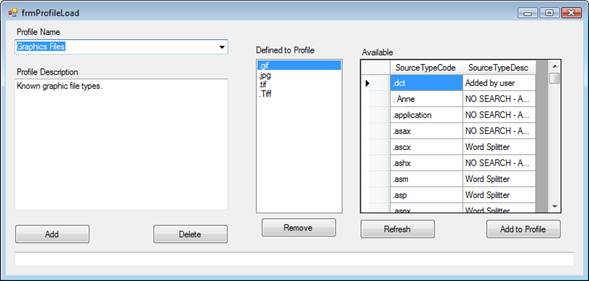 frmProfileLoad
Profile Name
Graphics Files
Profile Description
Known graphic file types.
Add
Delete
Defined to Profile
.gif
.jpg
.tif
.Tiff
Remove
Available
SourceTypeCode SourceTypeDesc
.dct Added by user
. Anne NO SEARCH - A...
.application NO SEARCH - A...
.asax NO SEARCH - A...
.ascx Word Splitter
.ashx NO SEARCH - A...
.asm Word Splitter
.asp Word Splitter
.aspx Word Splitter
Refresh
Add to Profile